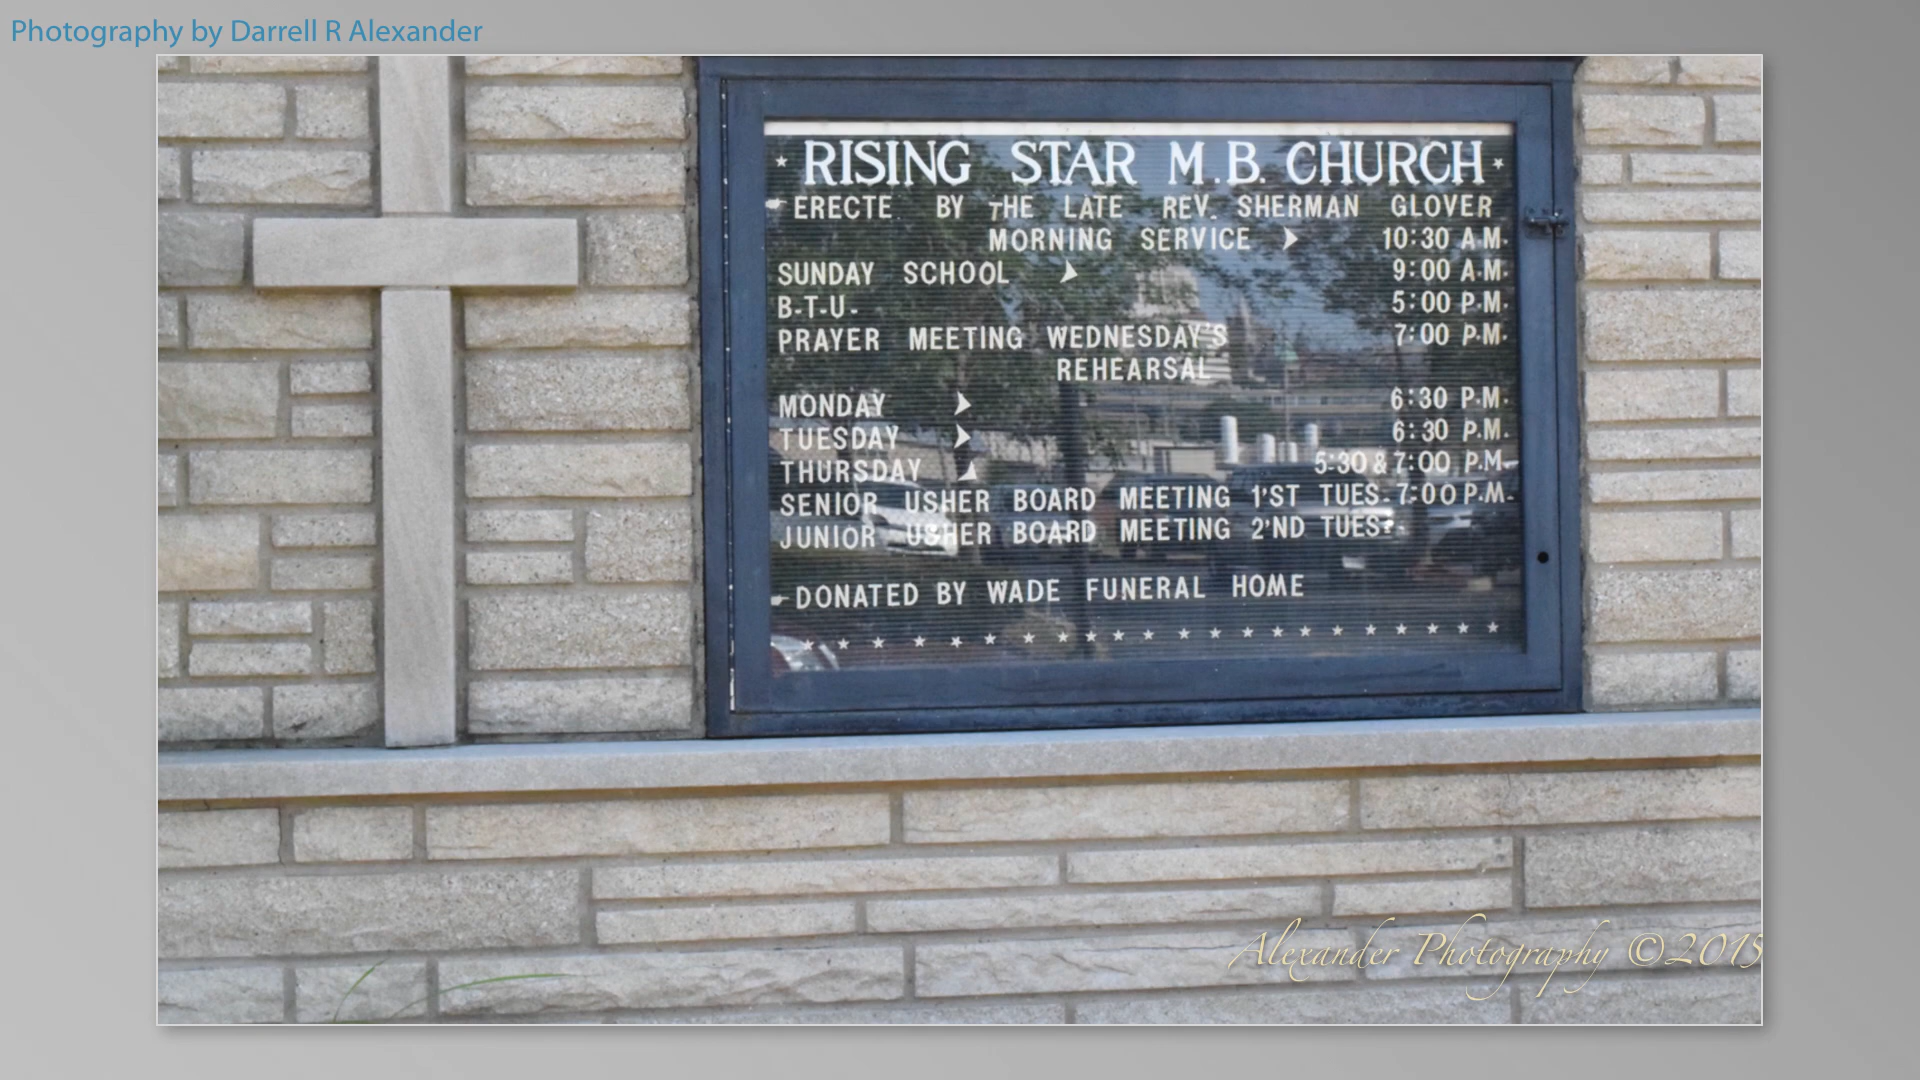 Photography by Darrell R Alexander
★ RISING STAR M.B. CHURCH ★
ERECTE BY THE LATE REV. SHERMAN GLOVER
MORNING SERVICE 10:30 A.M.
SUNDAY SCHOOL 9:00 A.M.
B-T-U- 5:00 P.M.
PRAYER MEETING WEDNESDAY'S 7:00 P.M.
REHEARSAL
MONDAY 6:30 P.M.
TUESDAY 6:30 P.M.
THURSDAY 5:30 & 7:00 P.M.
SENIOR USHER BOARD MEETING 1'ST TUES. 7:00 P.M.
JUNIOR USHER BOARD MEETING 2'ND TUES.
DONATED BY WADE FUNERAL HOME
Alexander Photography ©2015